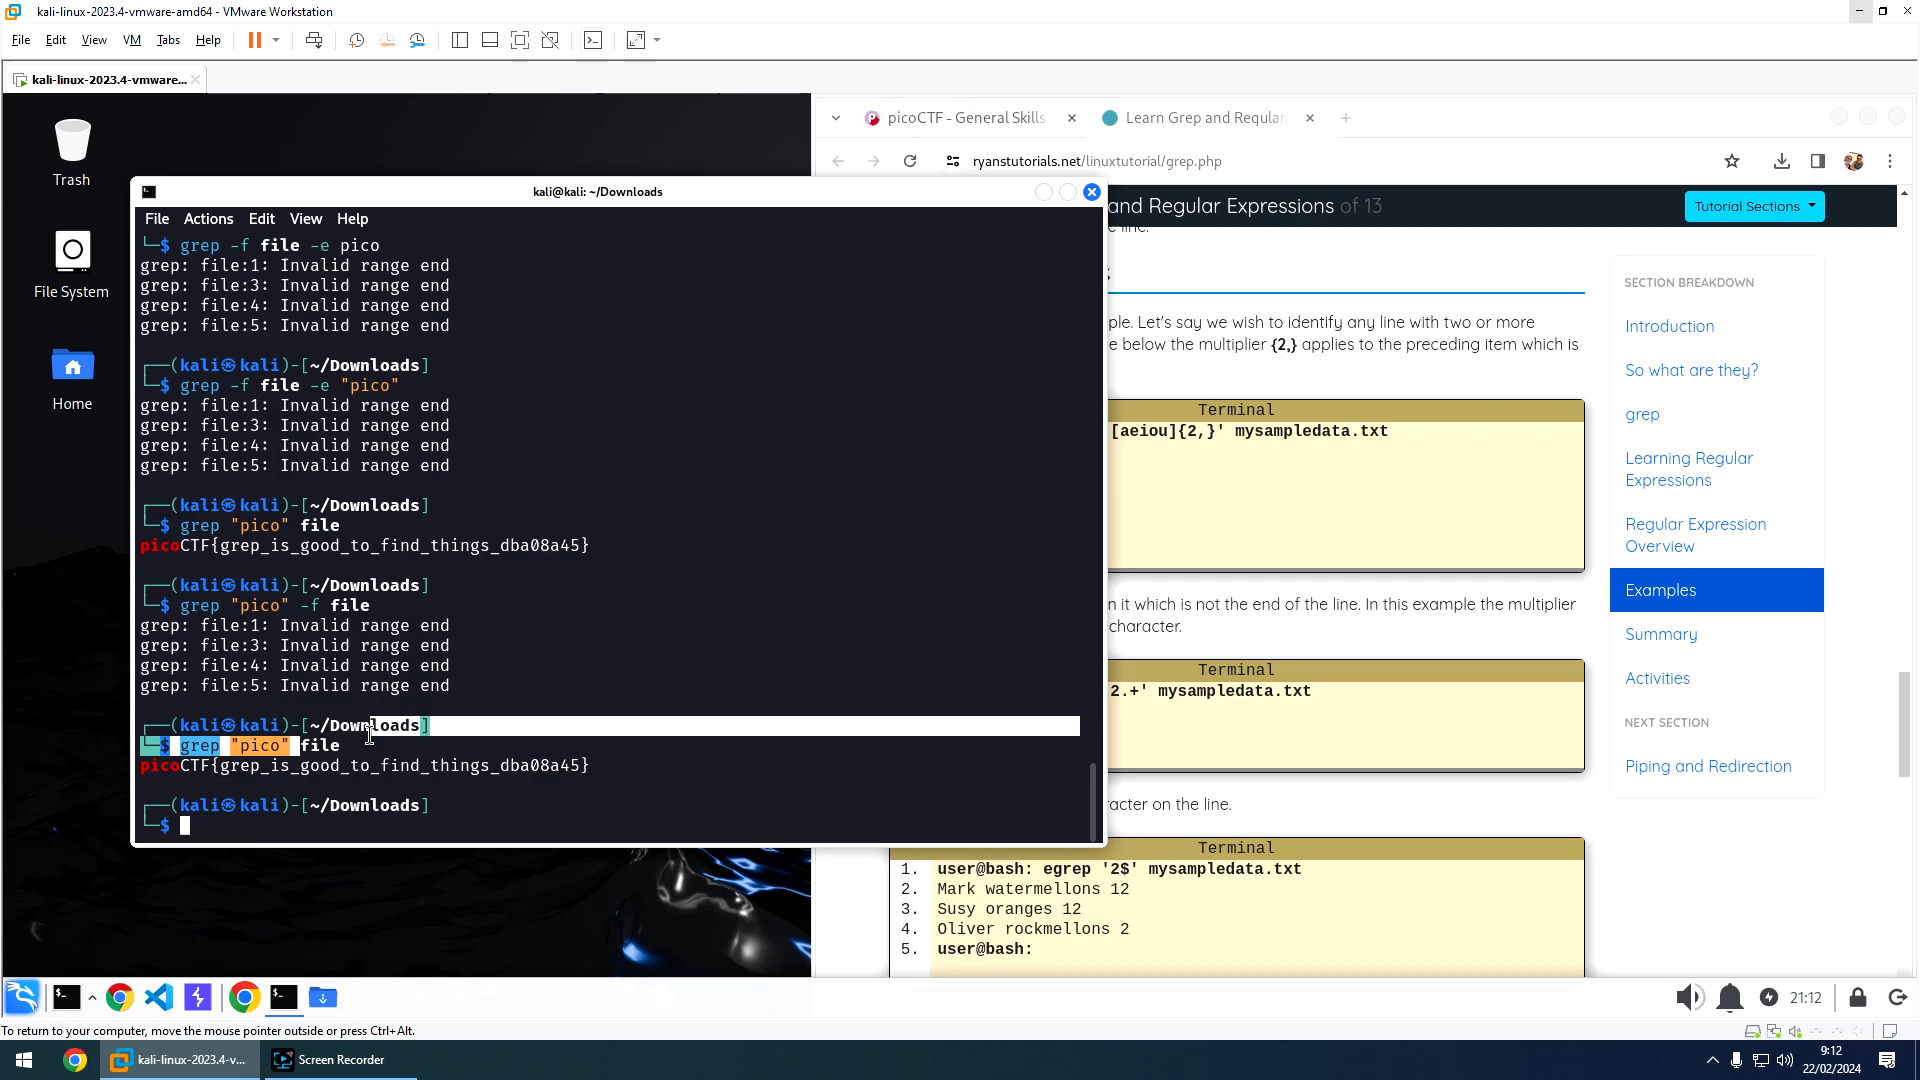 kali-linux-2023.4-vmware-amd64 - VMware Workstation
File Edit View VM Tabs Help
kali-linux-2023.4-vmware...
Trash
File System
Home
picoCTF - General Skills
Learn Grep and Regular
ryanstutorials.net/linuxtutorial/grep.php
and Regular Expressions of 13
Tutorial Sections
kali@kali: ~/Downloads
File Actions Edit View Help
└─$ grep -f file -e pico
grep: file:1: Invalid range end
grep: file:3: Invalid range end
grep: file:4: Invalid range end
grep: file:5: Invalid range end
┌──(kali㉿kali)-[~/Downloads]
└─$ grep -f file -e "pico"
grep: file:1: Invalid range end
grep: file:3: Invalid range end
grep: file:4: Invalid range end
grep: file:5: Invalid range end
┌──(kali㉿kali)-[~/Downloads]
└─$ grep "pico" file
picoCTF{grep_is_good_to_find_things_dba08a45}
┌──(kali㉿kali)-[~/Downloads]
└─$ grep "pico" -f file
grep: file:1: Invalid range end
grep: file:3: Invalid range end
grep: file:4: Invalid range end
grep: file:5: Invalid range end
┌──(kali㉿kali)-[~/Downloads]
└─$ grep "pico" file
picoCTF{grep_is_good_to_find_things_dba08a45}
┌──(kali㉿kali)-[~/Downloads]
└─$
e line.
ple. Let's say we wish to identify any line with two or more
e below the multiplier {2,} applies to the preceding item which is
Terminal
[aeiou]{2,}' mysampledata.txt
n it which is not the end of the line. In this example the multiplier
character.
Terminal
2.+' mysampledata.txt
acter on the line.
Terminal
1. user@bash: egrep '2$' mysampledata.txt
2. Mark watermellons 12
3. Susy oranges 12
4. Oliver rockmellons 2
5. user@bash:
SECTION BREAKDOWN
Introduction
So what are they?
grep
Learning Regular
Expressions
Regular Expression
Overview
Examples
Summary
Activities
NEXT SECTION
Piping and Redirection
21:12
To return to your computer, move the mouse pointer outside or press Ctrl+Alt.
kali-linux-2023.4-v...
Screen Recorder
9:12
22/02/2024